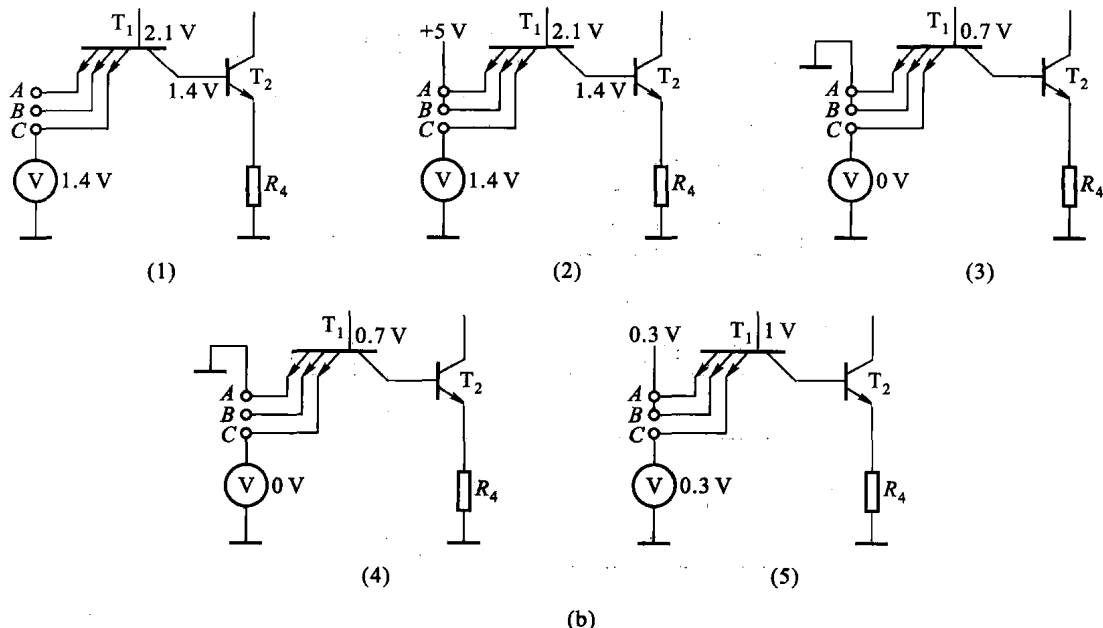 T1 2.1 V
A
B
C
1.4 V
T2
V 1.4 V
R4
(1)
+5 V
T1 2.1 V
A
B
C
1.4 V
T2
V 1.4 V
R4
(2)
T1 0.7 V
A
B
C
T2
V 0 V
R4
(3)
T1 0.7 V
A
B
C
T2
V 0 V
R4
(4)
0.3 V
T1 1 V
A
B
C
T2
V 0.3 V
R4
(5)
(b)